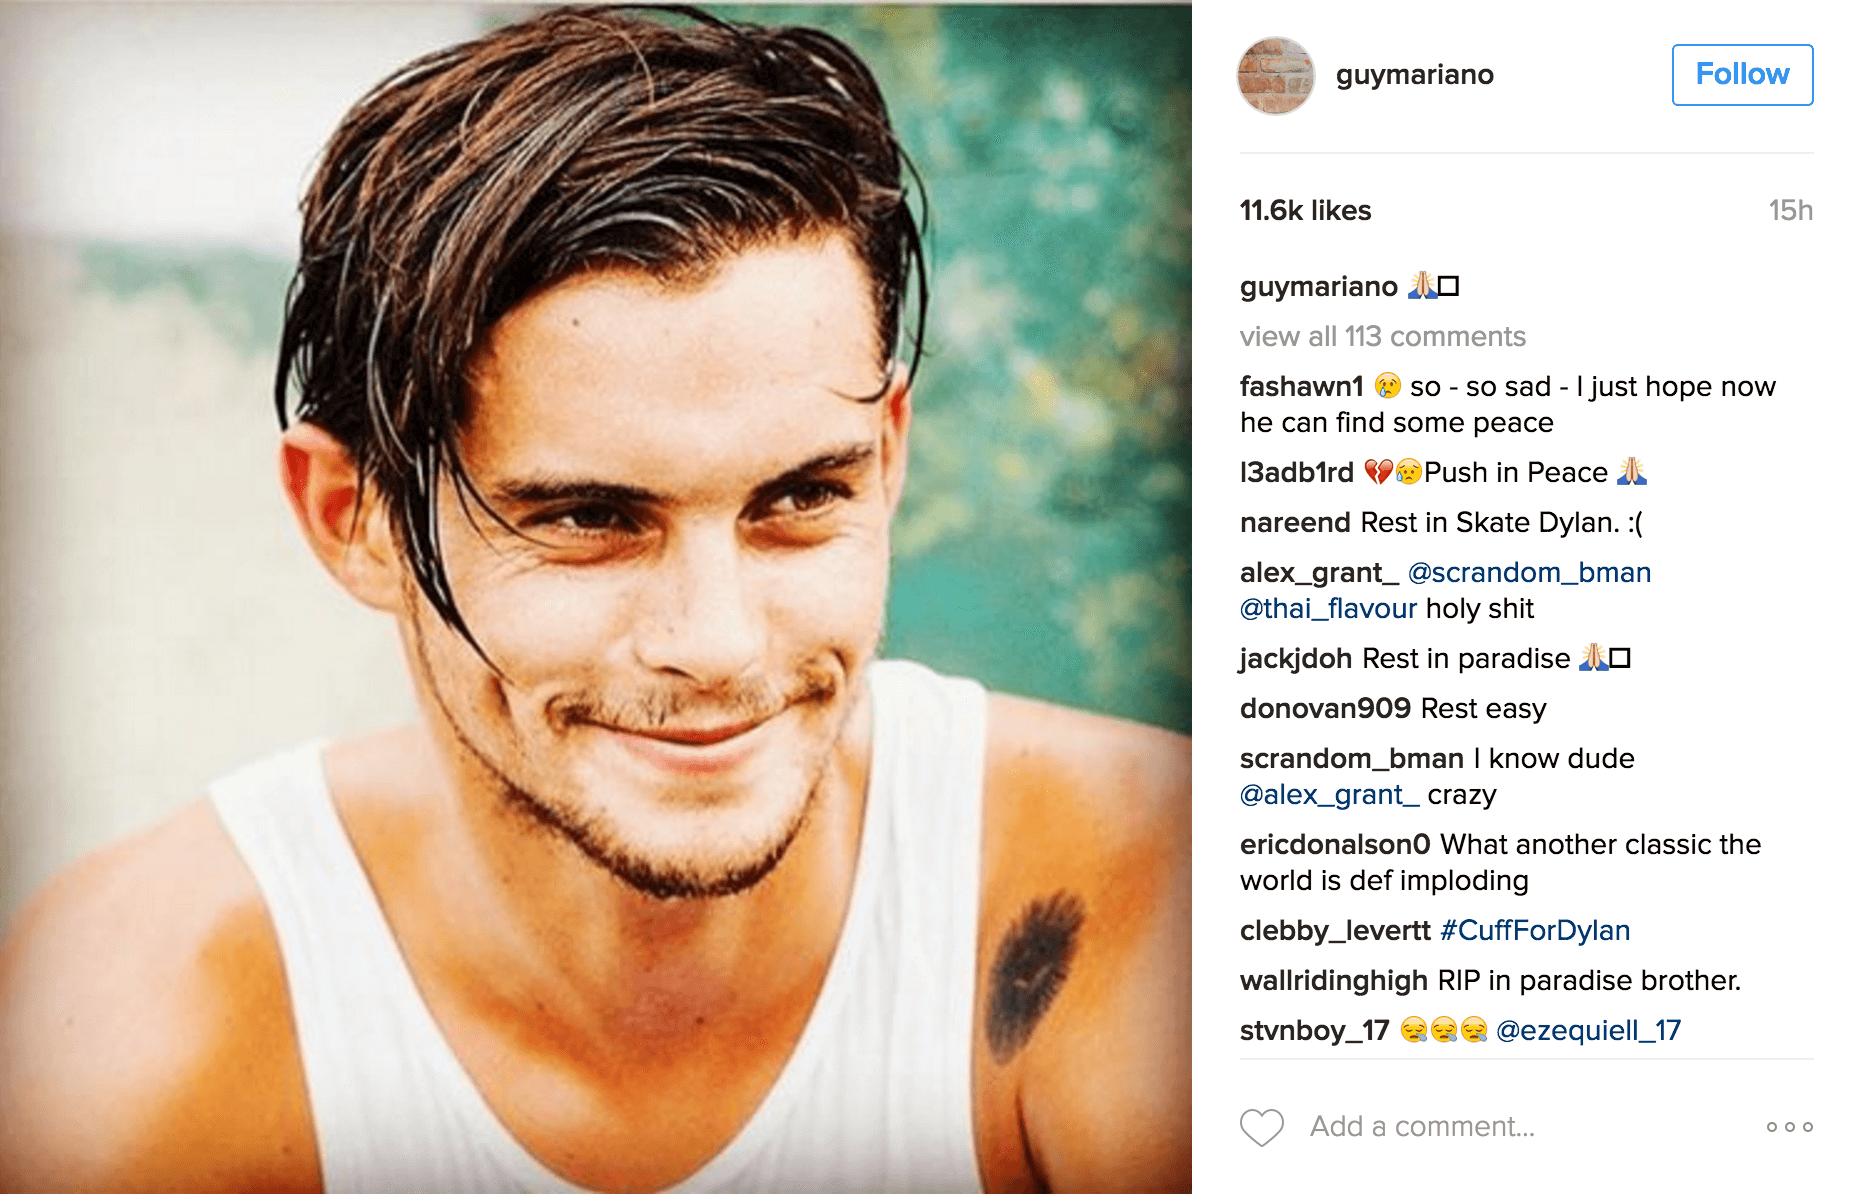 guymariano
Follow
11.6k likes
15h
guymariano 🙏□
view all 113 comments
fashawn1 😢 so - so sad - I just hope now
he can find some peace
l3adb1rd 💔😥Push in Peace 🙏
nareend Rest in Skate Dylan. :(
alex_grant_ @scrandom_bman
@thai_flavour holy shit
jackjdoh Rest in paradise 🙏□
donovan909 Rest easy
scrandom_bman I know dude
@alex_grant_ crazy
ericdonalson0 What another classic the
world is def imploding
clebby_levertt #CuffForDylan
wallridinghigh RIP in paradise brother.
stvnboy_17 😪😪😪 @ezequiell_17
Add a comment...